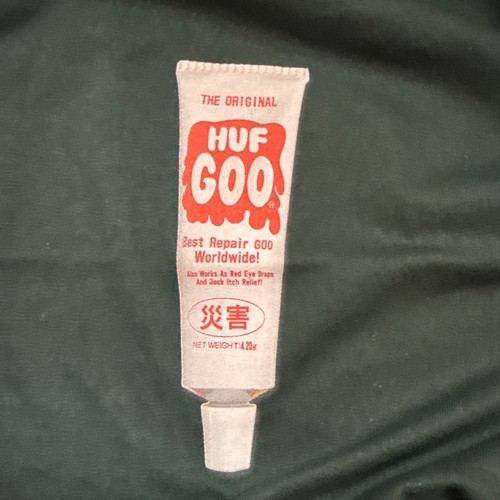 THE ORIGINAL
HUF
GOO®
Best Repair GOO
Worldwide!
Also Works As Red Eye Drops
And Jock Itch Relief!
災害
NET WEIGHT:4.20oz